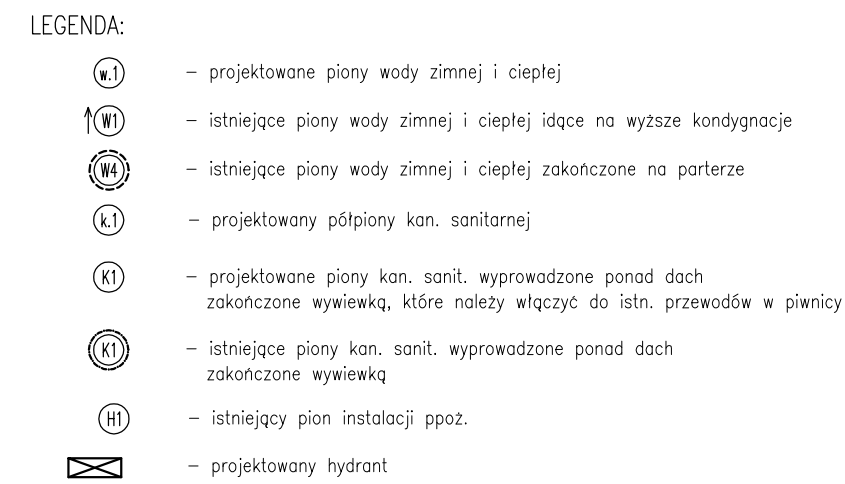 LEGENDA:
w.1 – projektowane piony wody zimnej i ciepłej
W1 – istniejące piony wody zimnej i ciepłej idące na wyższe kondygnacje
W4 – istniejące piony wody zimnej i ciepłej zakończone na parterze
k.1 – projektowany półpiony kan. sanitarnej
K1 – projektowane piony kan. sanit. wyprowadzone ponad dach
zakończone wywiewką, które należy włączyć do istn. przewodów w piwnicy
K1 – istniejące piony kan. sanit. wyprowadzone ponad dach
zakończone wywiewką
H1 – istniejący pion instalacji ppoż.
– projektowany hydrant